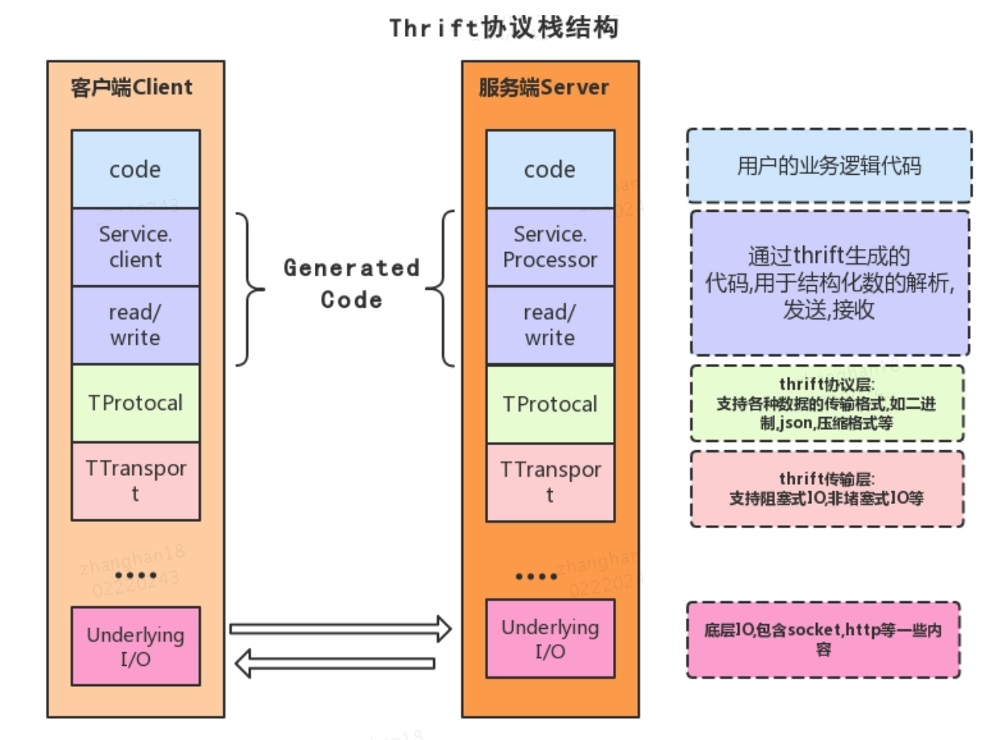 Thrift协议栈结构
客户端Client
code
Service.
client
read/
write
TProtocal
TTranspor
t
....
Underlying
I/O
Generated
Code
服务端Server
code
Service.
Processor
read/
write
TProtocal
TTranspor
t
....
Underlying
I/O
用户的业务逻辑代码
通过thrift生成的
代码,用于结构化数的解析,
发送,接收
thrift协议层:
支持各种数据的传输格式,如二进
制,json,压缩格式等
thrift传输层:
支持阻塞式IO,非堵塞式IO等
底层IO,包含socket,http等一些内
容
zhanghan18
02220243